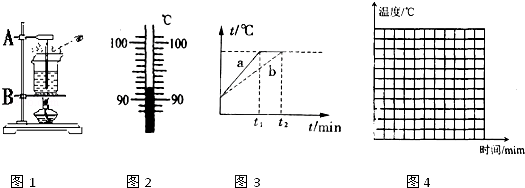 A
B
图 1
℃
100 100
90 90
图 2
t/℃
a
b
t₁ t₂ t/min
图 3
温度/℃
时间/mim
图 4